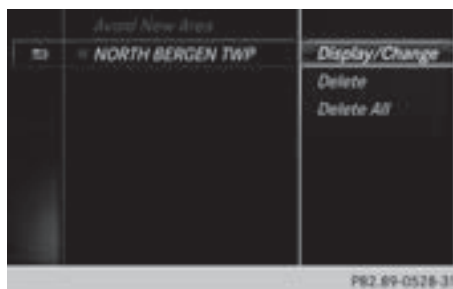 Avoid New Area
NORTH BERGEN TWP
Display/Change
Delete
Delete All
P82.89-0528-31